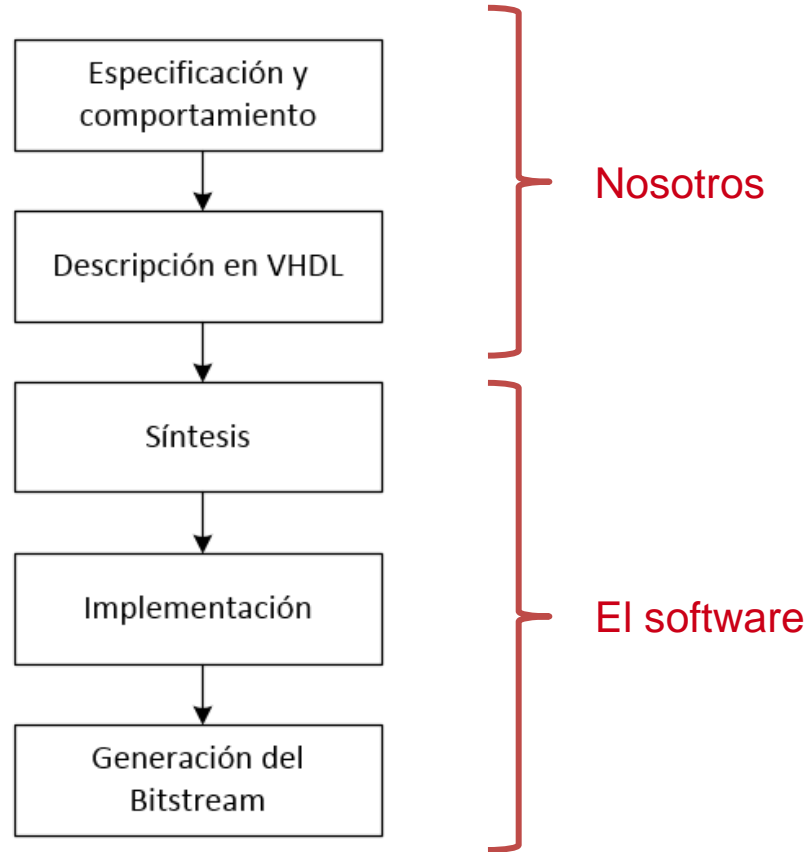 Especificación y
comportamiento
Nosotros
Descripción en VHDL
Síntesis
Implementación
El software
Generación del
Bitstream